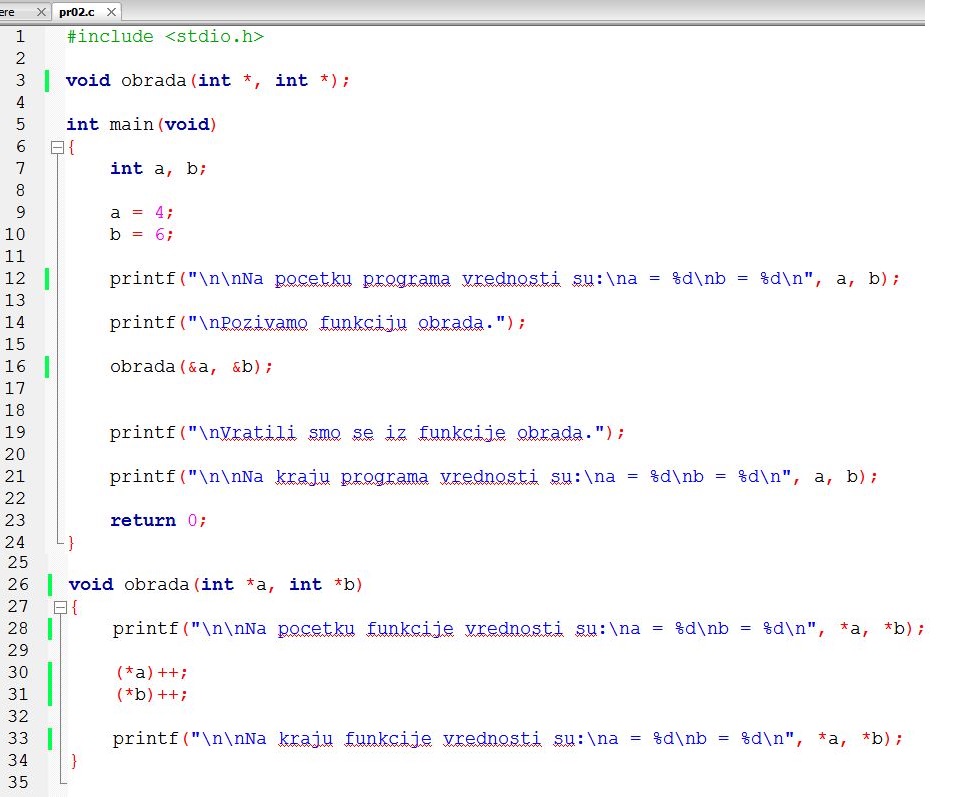 ere pr02.c
1 #include <stdio.h>
2
3 void obrada(int *, int *);
4
5 int main(void)
6 {
7 int a, b;
8
9 a = 4;
10 b = 6;
11
12 printf("\n\nNa pocetku programa vrednosti su:\na = %d\nb = %d\n", a, b);
13
14 printf("\nPozivamo funkciju obrada.");
15
16 obrada(&a, &b);
17
18
19 printf("\nVratili smo se iz funkcije obrada.");
20
21 printf("\n\nNa kraju programa vrednosti su:\na = %d\nb = %d\n", a, b);
22
23 return 0;
24 }
25
26 void obrada(int *a, int *b)
27 {
28 printf("\n\nNa pocetku funkcije vrednosti su:\na = %d\nb = %d\n", *a, *b);
29
30 (*a)++;
31 (*b)++;
32
33 printf("\n\nNa kraju funkcije vrednosti su:\na = %d\nb = %d\n", *a, *b);
34 }
35